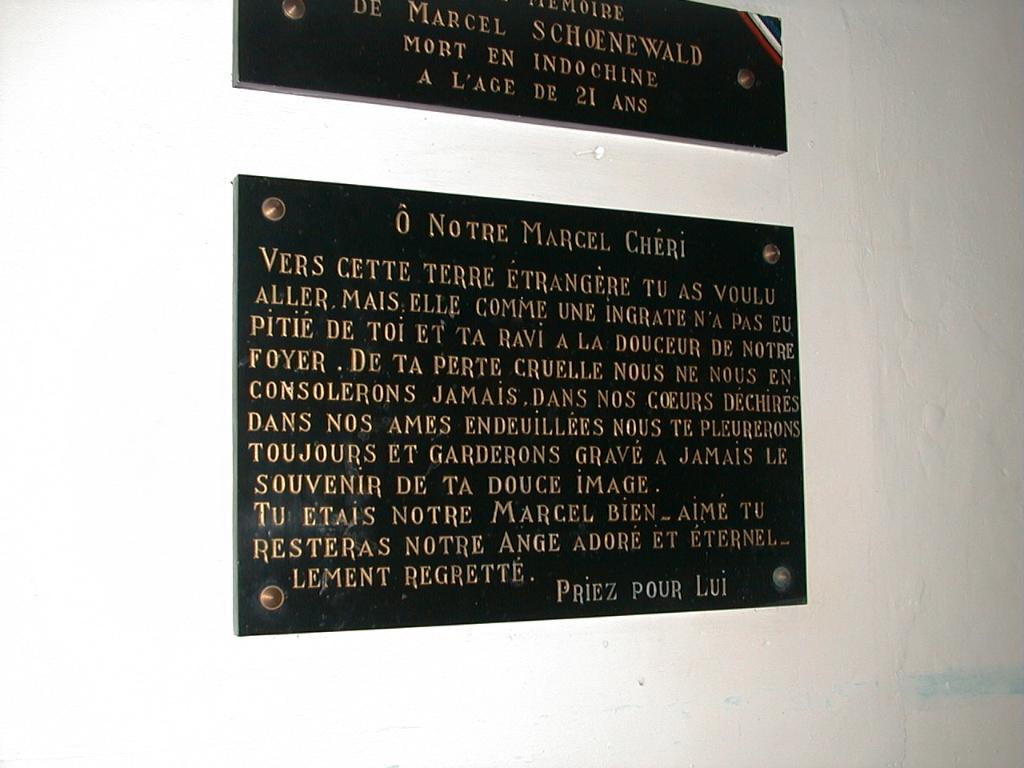 MEMOIRE
DE MARCEL SCHŒNEWALD
MORT EN INDOCHINE
A L'AGE DE 21 ANS
Ô NOTRE MARCEL CHÉRI
VERS CETTE TERRE ÉTRANGÈRE TU AS VOULU
ALLER. MAIS, ELLE COMME UNE INGRATE N'A PAS EU
PITIÉ DE TOI ET TA RAVI A LA DOUCEUR DE NOTRE
FOYER. DE TA PERTE CRUELLE NOUS NE NOUS EN
CONSOLERONS JAMAIS. DANS NOS CŒURS DÉCHIRÉS
DANS NOS AMES ENDEUILLÉES NOUS TE PLEURERONS
TOUJOURS ET GARDERONS GRAVÉ A JAMAIS LE
SOUVENIR DE TA DOUCE IMAGE.
TU ETAIS NOTRE MARCEL BIEN-AIMÉ TU
RESTERAS NOTRE ANGE ADORÉ ET ÉTERNEL-
LEMENT REGRETTÉ.
PRIEZ POUR LUI